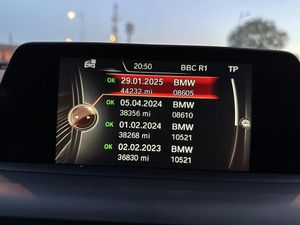 20:50 BBC R1 TP
OK 29.01.2025 BMW
44232 mi 08605
OK 05.04.2024 BMW
38356 mi 08610
OK 01.02.2024 BMW
38268 mi 10521
OK 02.02.2023 BMW
36830 mi 10521